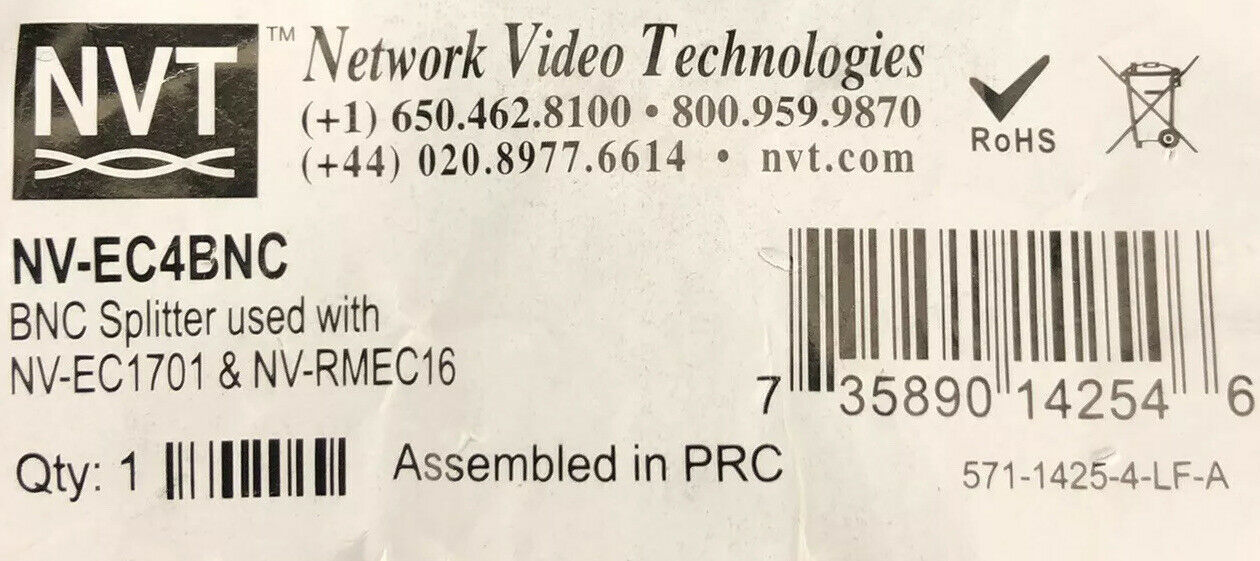 NVT ™ Network Video Technologies
(+1) 650.462.8100 • 800.959.9870
(+44) 020.8977.6614 • nvt.com
RoHS
NV-EC4BNC
BNC Splitter used with
NV-EC1701 & NV-RMEC16
7 35890 14254 6
Qty: 1 Assembled in PRC
571-1425-4-LF-A